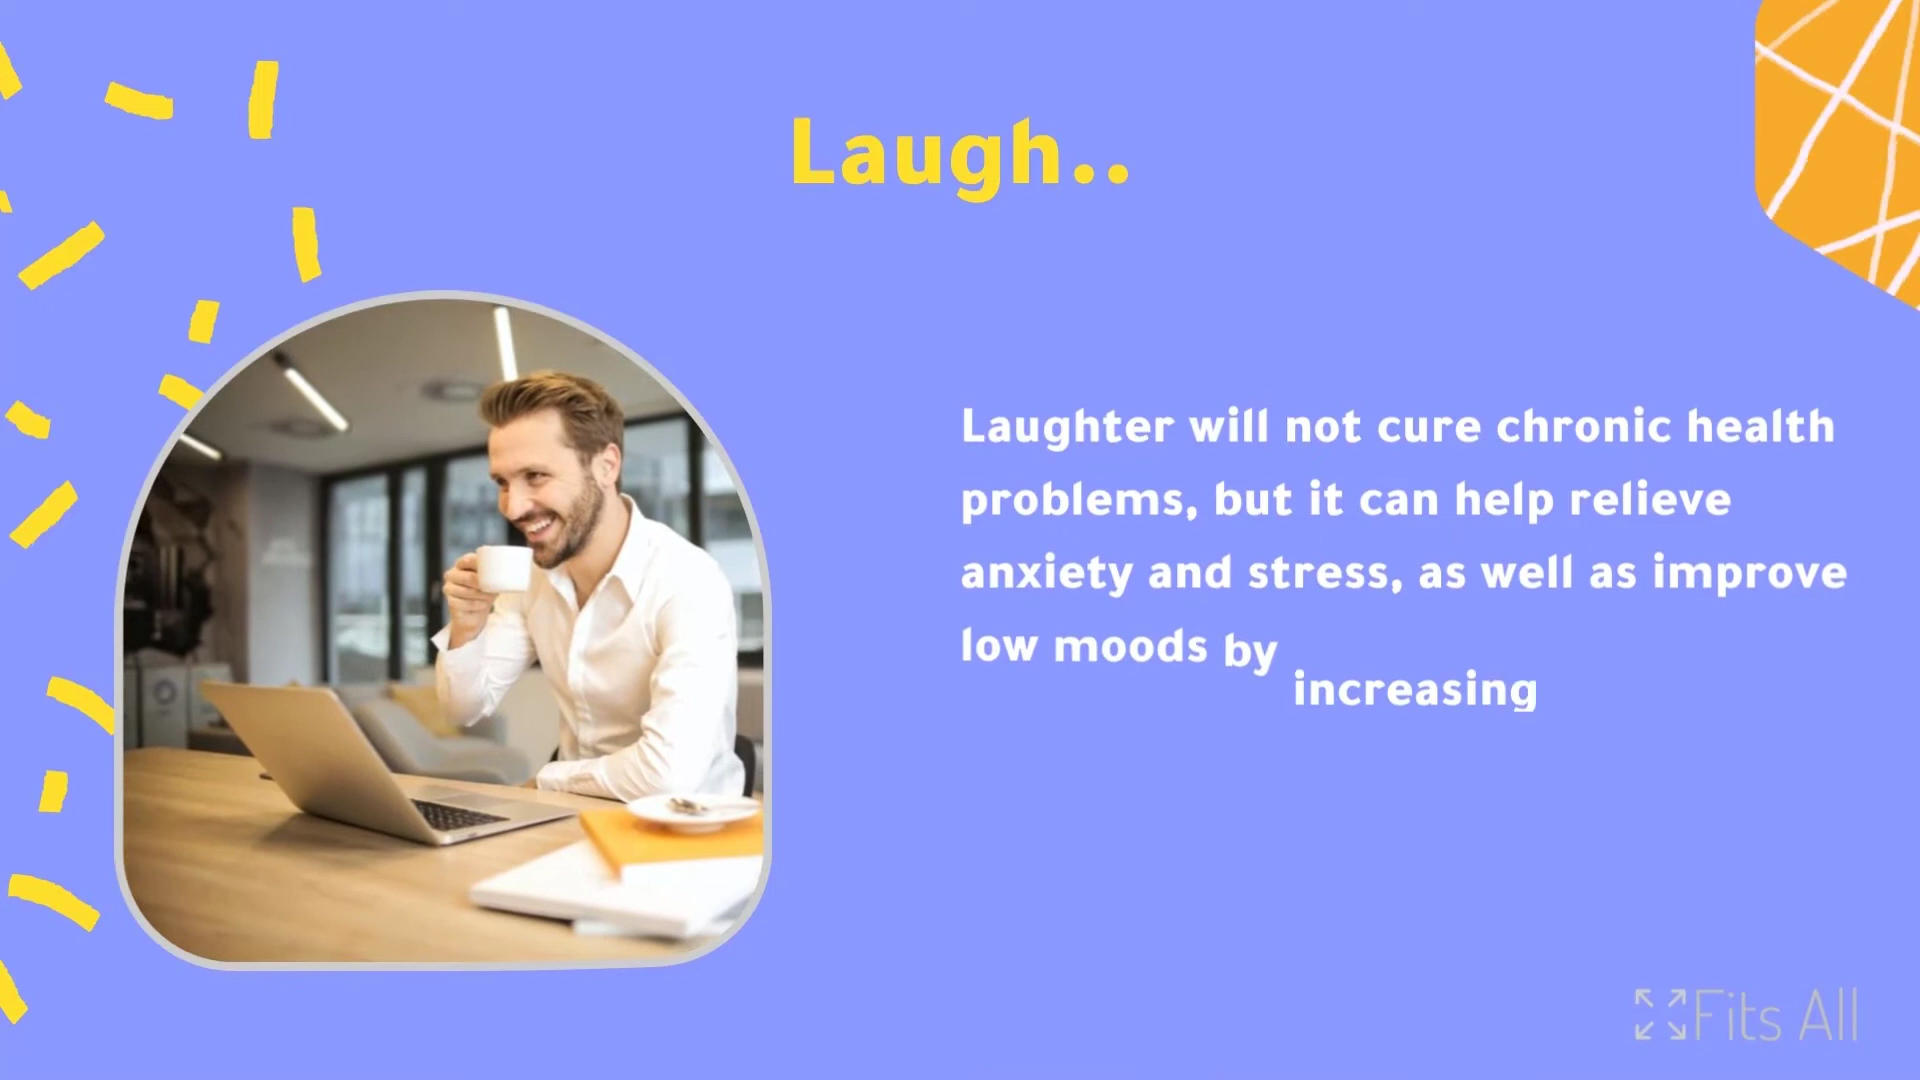 Laugh..
Laughter will not cure chronic health
problems, but it can help relieve
anxiety and stress, as well as improve
low moods by increasing
Fits All